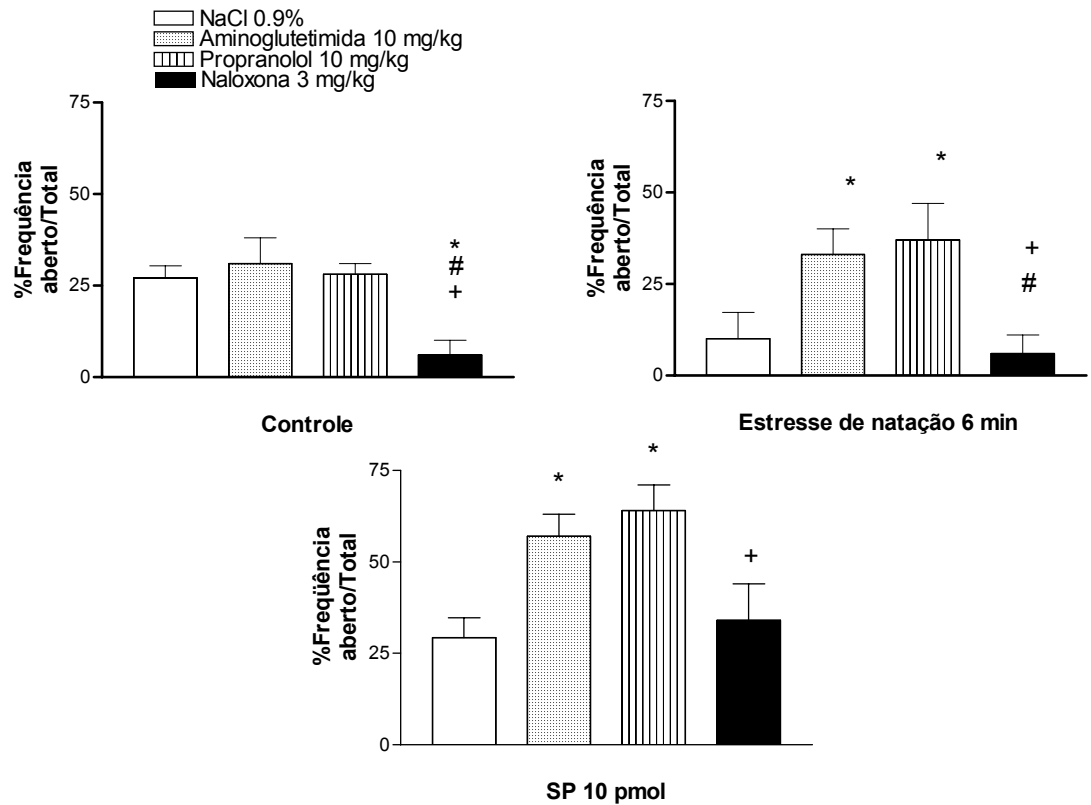 NaCl 0.9%
Aminoglutetimida 10 mg/kg
Propranolol 10 mg/kg
Naloxona 3 mg/kg
%Frequência
aberto/Total
75
50
25
0
*
#
+
Controle
%Frequência
aberto/Total
75
50
25
0
*
*
+
#
Estresse de natação 6 min
%Freqüência
aberto/Total
75
50
25
0
*
*
+
SP 10 pmol